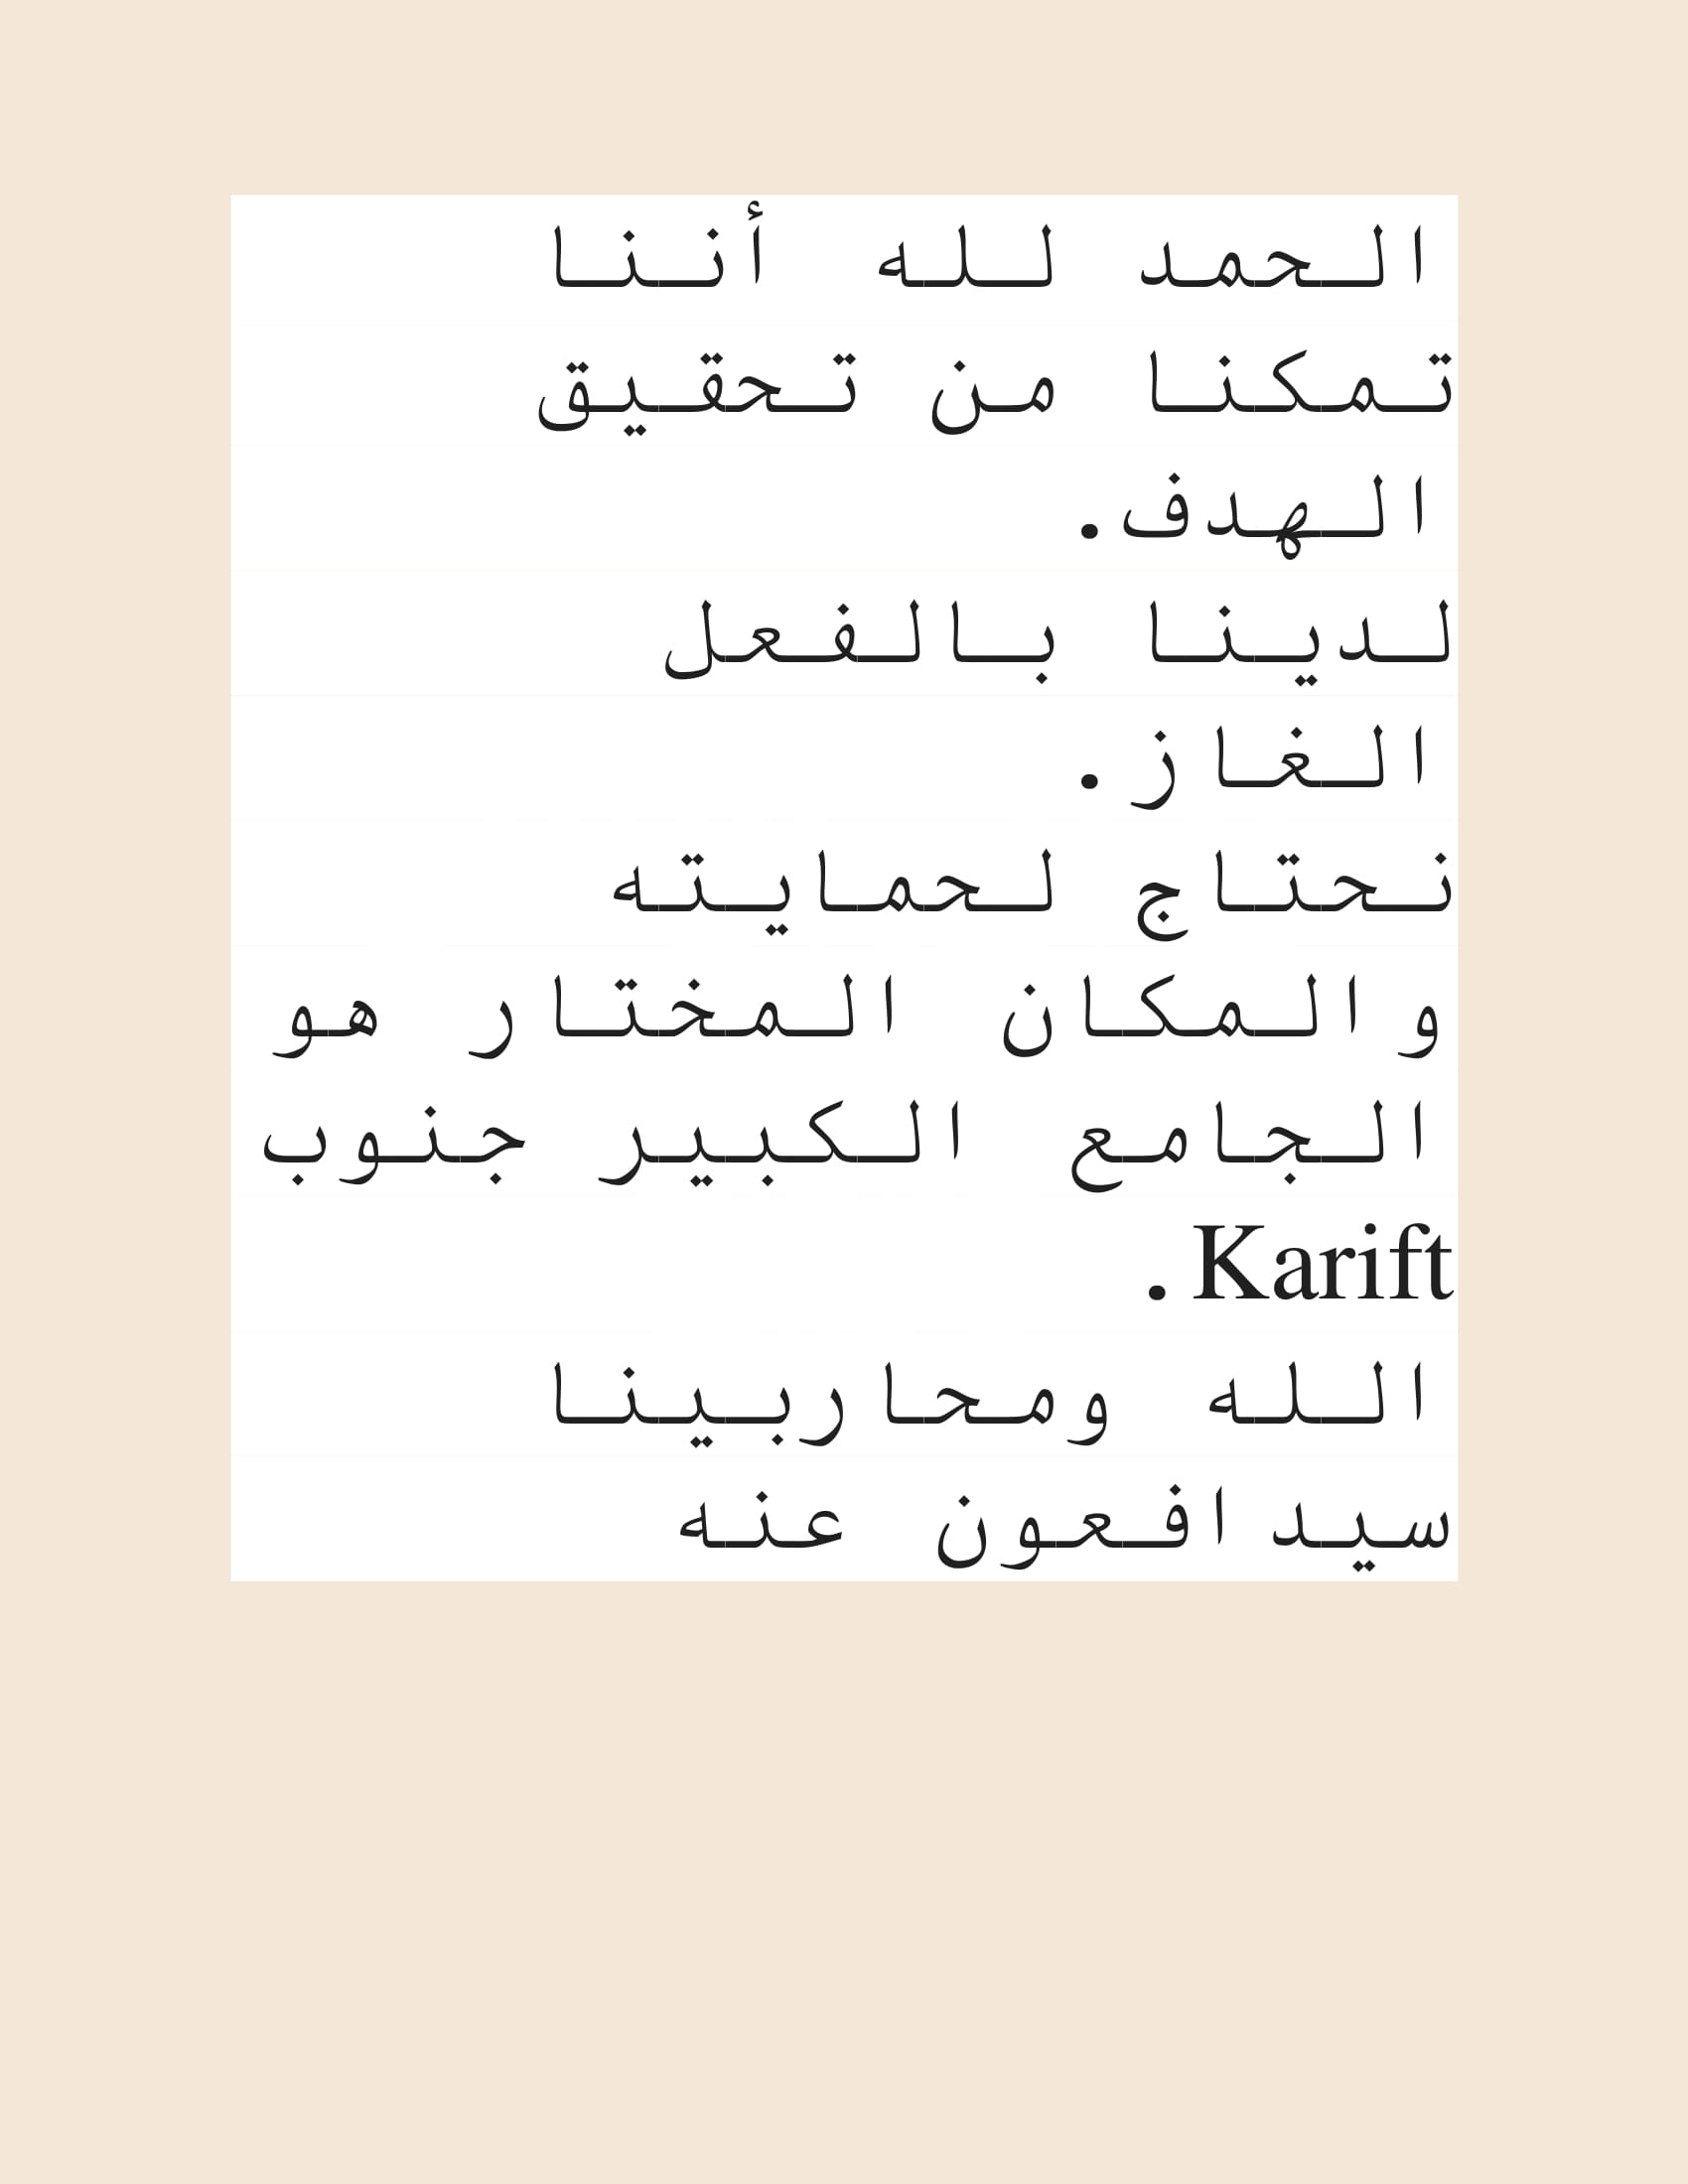 الحمد لله أننا
تمكنا من تحقيق
الهدف.
لدينا بالفعل
الغاز.
نحتاج لحمايته
والمكان المختار هو
الجامع الكبير جنوب
Karift.
الله ومحاربينا
سيدافعون عنه